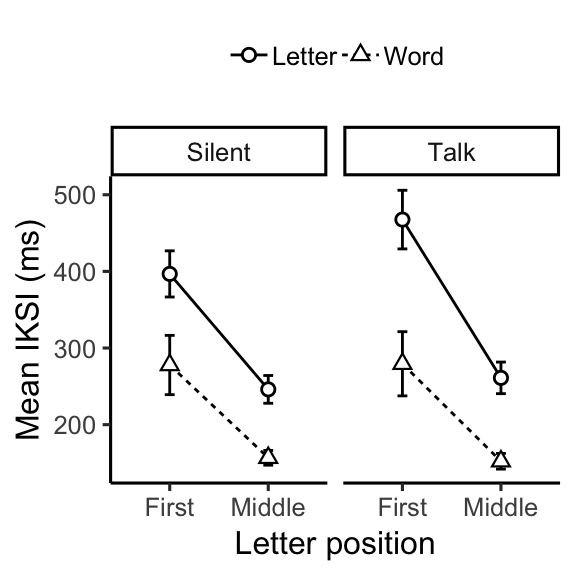 Letter Word
Silent Talk
Mean IKSI (ms)
500
400
300
200
First Middle First Middle
Letter position